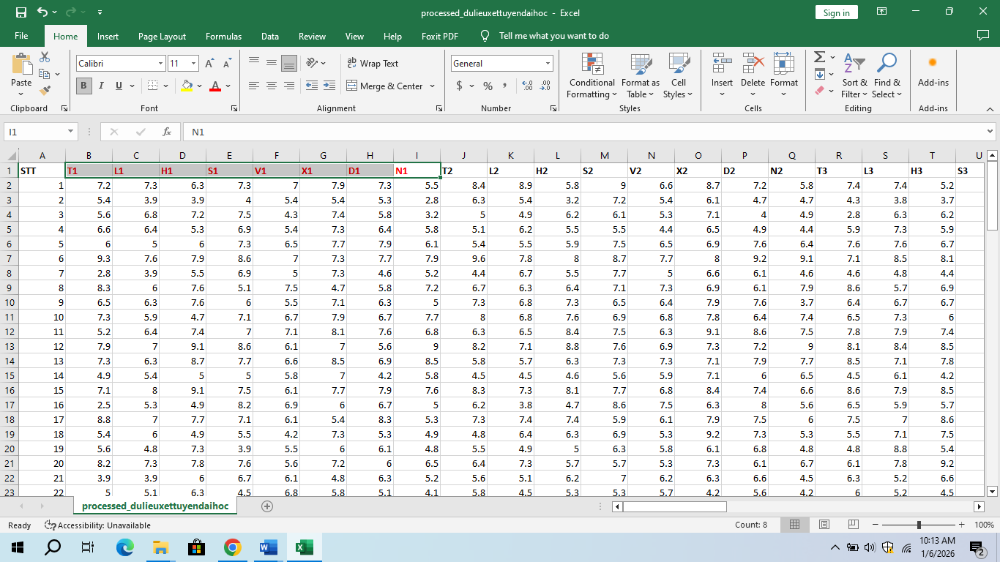 processed_dulieuxettuyendaihoc - Excel
Sign in
File Home Insert Page Layout Formulas Data Review View Help Foxit PDF Tell me what you want to do
Paste
Calibri 11
B I U
Wrap Text
Merge & Center
General
$ % ,
Conditional Formatting
Format as Table
Cell Styles
Insert Delete Format
Sort & Filter
Find & Select
Add-ins
Clipboard Font Alignment Number Styles Cells Editing Add-ins
I1 fx N1
A B C D E F G H I J K L M N O P Q R S T U
1 STT T1 L1 H1 S1 V1 X1 D1 N1 T2 L2 H2 S2 V2 X2 D2 N2 T3 L3 H3 S3
2 1 7.2 7.3 6.3 7.3 7 7.9 7.3 5.5 8.4 8.9 5.8 9 6.6 8.7 7.2 5.8 7.4 7.4 5.2
3 2 5.4 3.9 3.9 4 5.4 5.4 5.3 2.8 6.3 5.4 3.2 7.2 5.4 6.1 4.7 4.7 4.3 3.8 3.7
4 3 5.6 6.8 7.2 7.5 4.3 7.4 5.8 3.2 5 4.9 6.2 6.1 5.3 7.1 4 4.9 2.8 6.3 6.2
5 4 6.6 6.4 5.3 6.9 5.4 7.3 6.4 5.8 5.1 6.2 5.5 5.5 4.4 6.5 4.9 4.4 5.9 7.3 5.9
6 5 6 5 6 7.3 6.5 7.7 7.9 6.1 5.4 5.5 5.9 7.5 6.5 6.9 7.6 6.4 7.6 7.6 6.7
7 6 9.3 7.6 7.9 8.6 7 7.3 7.7 7.9 9.6 7.8 8 8.7 7.7 8 9.2 9.1 7.1 8.5 8.1
8 7 2.8 3.9 5.5 6.9 5 7.3 4.6 5.2 4.4 6.7 5.5 7.7 5 6.6 6.1 4.6 4.6 4.8 4.4
9 8 8.3 6 7.6 5.1 7.5 4.7 5.8 7.2 6.7 6.3 6.4 7.1 7.3 6.9 6.1 7.9 8.6 5.7 6.9
10 9 6.5 6.3 7.6 6 5.5 7.1 6.3 5 7.3 6.8 7.3 6.5 6.4 7.9 7.6 3.7 6.4 6.7 6.7
11 10 7.3 5.9 4.7 7.1 6.7 7.9 6.7 7.7 8 6.8 7.6 6.9 6.8 7.8 6.4 7.4 6.5 7.3 6
12 11 5.2 6.4 7.4 7 7.1 8.1 7.6 6.8 6.3 6.5 8.4 7.5 6.3 9.1 8.6 7.5 7.8 7.9 7.4
13 12 7.9 7 9.1 8.6 6.1 7 5.6 9 8.2 7.1 8.8 7.6 6.9 7.3 7.2 9 8.1 8.4 8.5
14 13 7.3 6.3 8.7 7.7 6.6 8.5 6.9 8.5 5.8 5.7 6.3 7.3 7.3 7.1 7.9 7.7 8.5 7.1 7.8
15 14 4.9 5.4 5 5 5.8 7 4.2 5.8 4.5 4.5 4.6 5.6 5.9 7.1 6 6.5 4.5 6.1 4.2
16 15 7.1 8 9.1 7.5 6.1 7.7 7.9 7.6 8.3 7.3 8.1 7.7 6.8 8.4 7.4 6.6 8.6 7.9 8.5
17 16 2.5 5.3 4.9 8.2 6.9 6 6.7 5 6.2 3.8 4.7 8.6 7.5 6.3 8 5.6 6.5 5.9 5.7
18 17 8.8 7 7.7 7.1 6.1 5.4 8.3 5.3 7.3 7.4 7.4 5.9 6.1 7.9 7.5 6 7.5 7 8.6
19 18 5.4 6 4.9 5.5 4.2 7.3 5.3 4.9 4.8 6.4 6.3 6.9 5.3 9.2 7.3 5.3 5.5 7.1 7.5
20 19 5.6 4.8 7.3 3.9 5.5 6 6.1 4.8 5.5 4.9 5 6.3 5.8 6.1 6.8 4.8 4.8 8.8 5.4
21 20 8.2 7.3 7.8 7.6 5.6 7.2 6 6.5 6.4 7.3 5.7 5.7 5.3 7.3 6.1 6.7 6.1 7.8 9.2
22 21 3.9 3.9 6 6.7 6.1 4.8 6.3 5.2 5.6 5.1 6.2 7 6.2 6.3 6.6 4.5 6.3 5.2 6.6
23 22 5 5.1 6.3 4.5 6.8 5.8 5.1 4.1 5.8 4.5 5.3 5.3 5.7 4.2 5.6 4.2 6 5.2 4.5
processed_dulieuxettuyendaihoc
Ready Accessibility: Unavailable Count: 8 100%
10:13 AM
1/6/2026
2